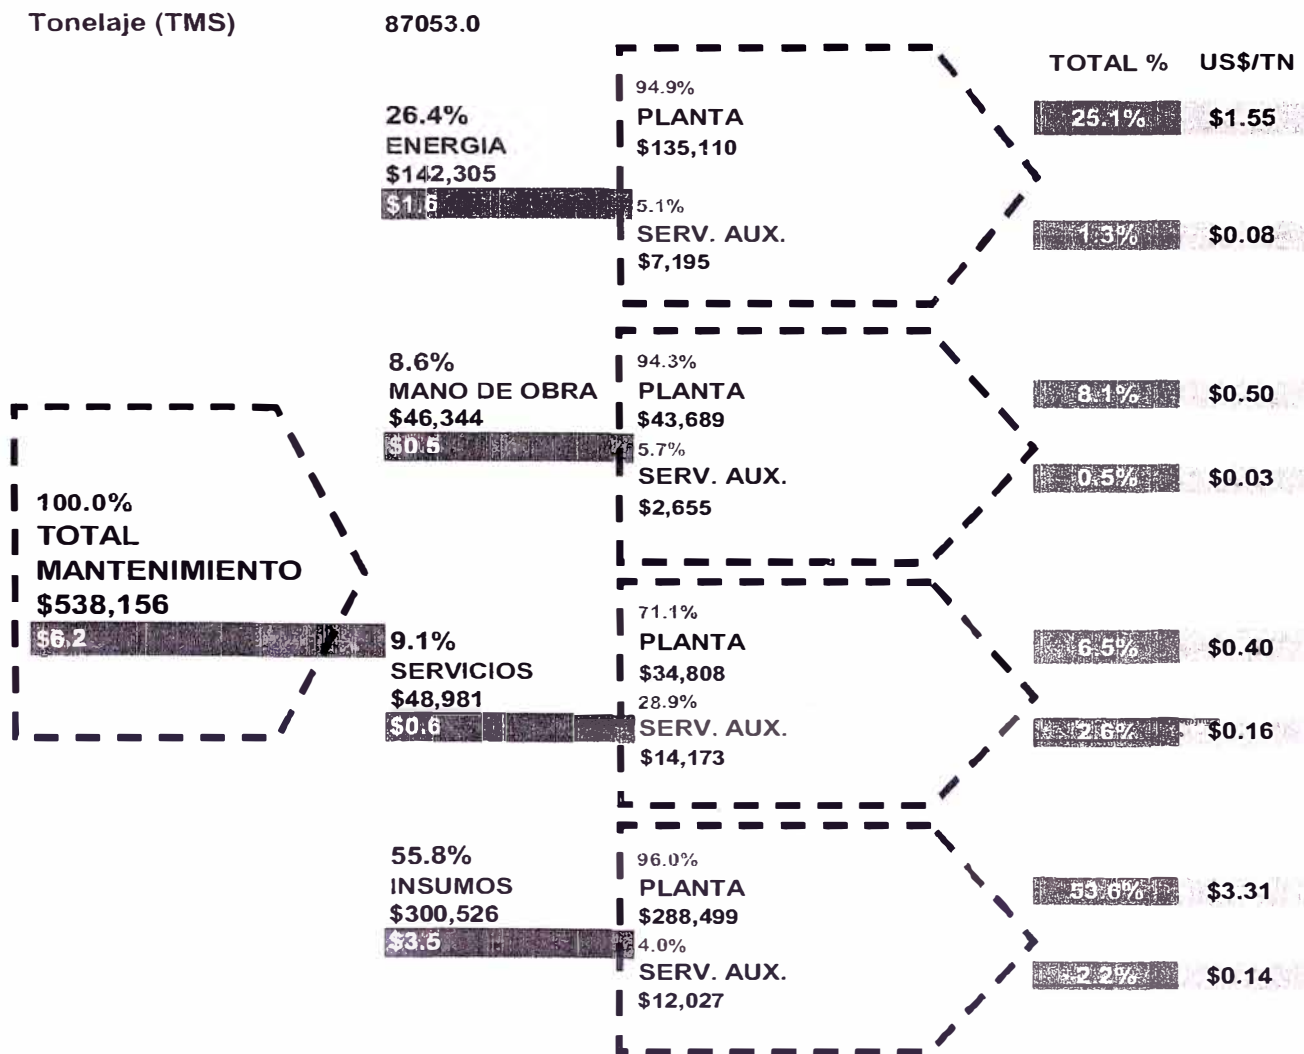 Tonelaje (TMS) 87053.0
TOTAL % US$/TN
26.4%
ENERGIA
$142,305
$1.6
94.9%
PLANTA
$135,110
25.1% $1.55
5.1%
SERV. AUX.
$7,195
1.3% $0.08
8.6%
MANO DE OBRA
$46,344
$0.5
94.3%
PLANTA
$43,689
8.1% $0.50
5.7%
SERV. AUX.
$2,655
0.5% $0.03
100.0%
TOTAL
MANTENIMIENTO
$538,156
$6.2
9.1%
SERVICIOS
$48,981
$0.6
71.1%
PLANTA
$34,808
6.5% $0.40
28.9%
SERV. AUX.
$14,173
2.6% $0.16
55.8%
INSUMOS
$300,526
$3.5
96.0%
PLANTA
$288,499
53.6% $3.31
4.0%
SERV. AUX.
$12,027
2.2% $0.14